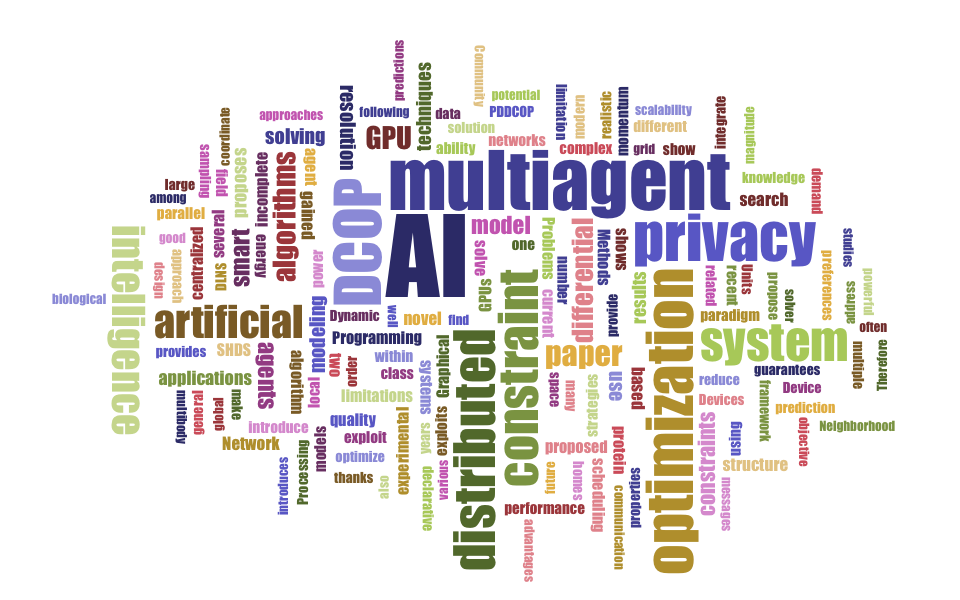 community
predictions
techniques
resolution
approaches
following
data
potential
PDDCOP
limitation
modern
realistic
momentum
scalability
different
integrate
magnitude
coordinate
solving
GPU
solution
ability
networks
complex
grid
show
sampling
field
proposes
incomplete
algorithms
agent
gained
multiagent
knowledge
demand
large
among
parallel
search
DCOP
AI
model
privacy
good
design
approach
centralized
several
DLNS
smart
energy
power
solve
GPUs
one
Problems
current
number
differential
Methods
provide
shows
results
optimization
related
recent
Units
propose
solver
preferences
studies
address
powerful
intelligence
biological
artificial
modeling
Dynamic
well
novel
find
constraint
paradigm
system
often
multiple
Theredore
provides
SHDS
agents
algorithm
two
order
Programming
within
class
systems
Graphical
distributed
paper
space
many
strategies
use
based
reduce
guarantees
Device
applications
local
limitations
Devices
framework
prediction
multibody
general
global
make
introduce
Network
quality
exploit
optimize
models
Processing
introduces
thanks
also
experimental
years
exploits
declarative
various
proposed
protein
constraints
using
structure
objective
Neighborhood
future
homes
scheduling
communication
properties
messages
performance
advantages